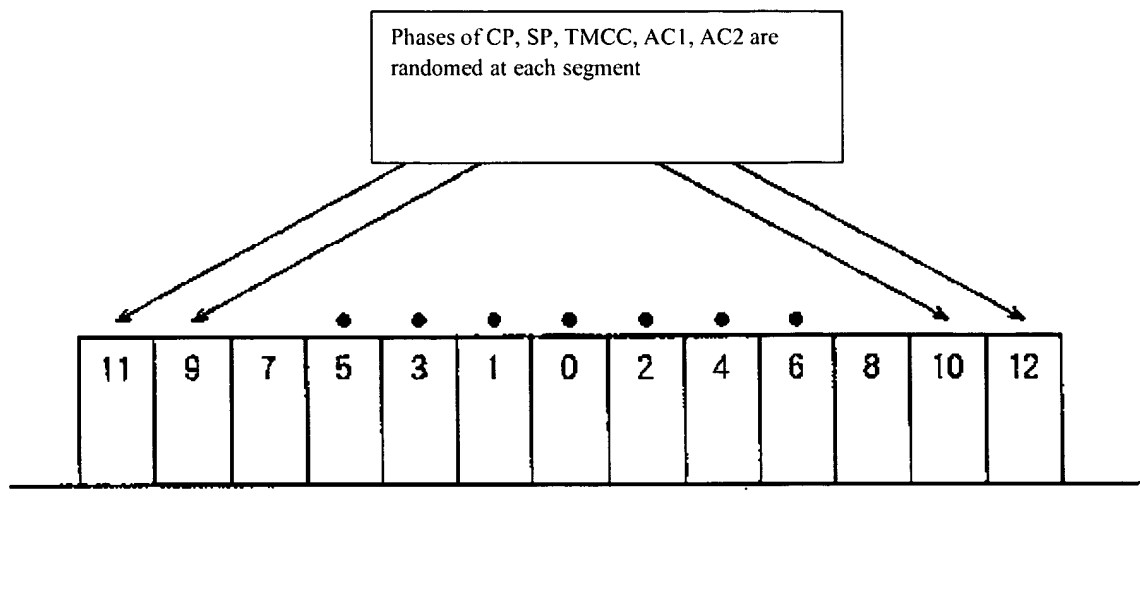 Phases of CP, SP, TMCC, AC1, AC2 are
randomed at each segment
11 9 7 5 3 1 0 2 4 6 8 10 12